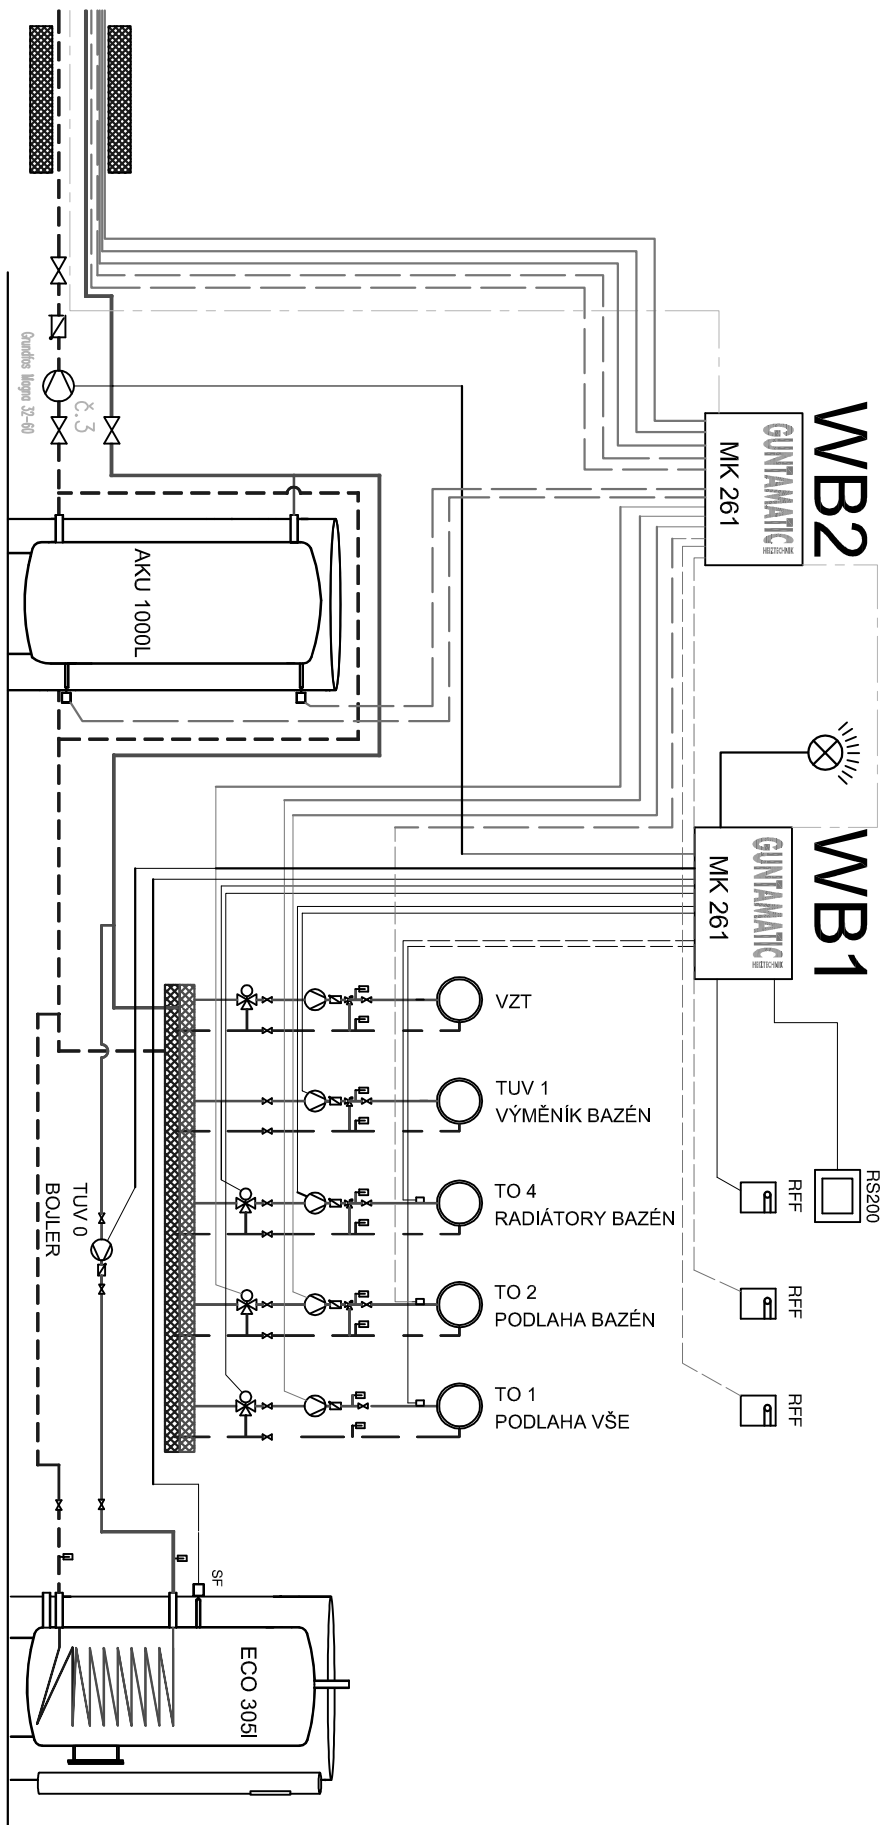 WB2
GUNTAMATIC
HEIZTECHNIK
MK 261
WB1
GUNTAMATIC
HEIZTECHNIK
MK 261
Grundfos Magna 32-60
č.3
AKU 1000L
VZT
TUV 1
VÝMĚNÍK BAZÉN
TO 4
RADIÁTORY BAZÉN
TO 2
PODLAHA BAZÉN
TO 1
PODLAHA VŠE
RS200
RFF
RFF
RFF
TUV 0
BOJLER
SF
ECO 305l